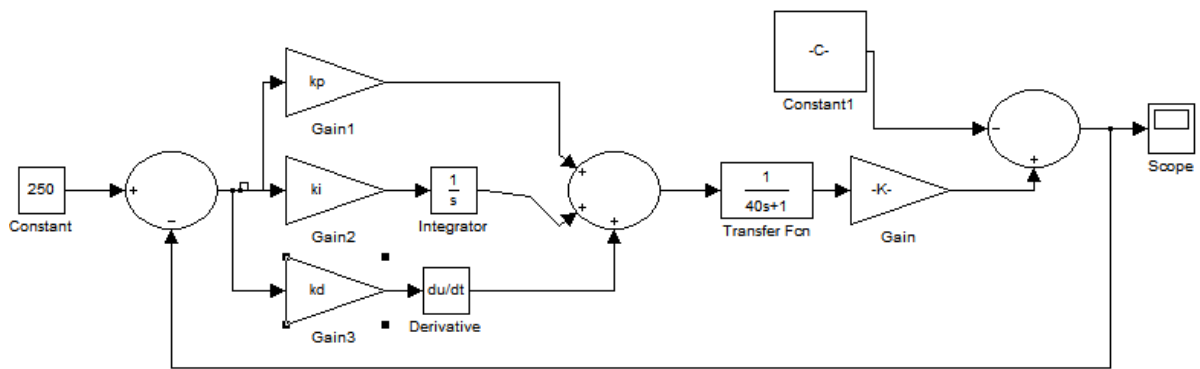 250
Constant
+
−
kp
Gain1
ki
Gain2
kd
Gain3
1
s
Integrator
du/dt
Derivative
+
+
+
1
40s+1
Transfer Fcn
-K-
Gain
-C-
Constant1
−
+
Scope